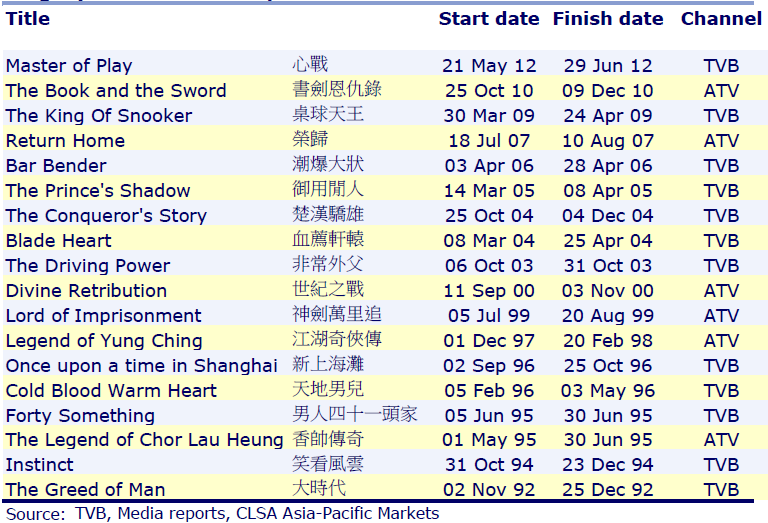 Title Start date Finish date Channel
Master of Play 心戰 21 May 12 29 Jun 12 TVB
The Book and the Sword 書劍恩仇錄 25 Oct 10 09 Dec 10 ATV
The King Of Snooker 桌球天王 30 Mar 09 24 Apr 09 TVB
Return Home 榮歸 18 Jul 07 10 Aug 07 ATV
Bar Bender 潮爆大狀 03 Apr 06 28 Apr 06 TVB
The Prince's Shadow 御用閒人 14 Mar 05 08 Apr 05 TVB
The Conqueror's Story 楚漢驕雄 25 Oct 04 04 Dec 04 TVB
Blade Heart 血薦軒轅 08 Mar 04 25 Apr 04 TVB
The Driving Power 非常外父 06 Oct 03 31 Oct 03 TVB
Divine Retribution 世紀之戰 11 Sep 00 03 Nov 00 ATV
Lord of Imprisonment 神劍萬里追 05 Jul 99 20 Aug 99 ATV
Legend of Yung Ching 江湖奇俠傳 01 Dec 97 20 Feb 98 ATV
Once upon a time in Shanghai 新上海灘 02 Sep 96 25 Oct 96 TVB
Cold Blood Warm Heart 天地男兒 05 Feb 96 03 May 96 TVB
Forty Something 男人四十一頭家 05 Jun 95 30 Jun 95 TVB
The Legend of Chor Lau Heung 香帥傳奇 01 May 95 30 Jun 95 ATV
Instinct 笑看風雲 31 Oct 94 23 Dec 94 TVB
The Greed of Man 大時代 02 Nov 92 25 Dec 92 TVB
Source: TVB, Media reports, CLSA Asia-Pacific Markets